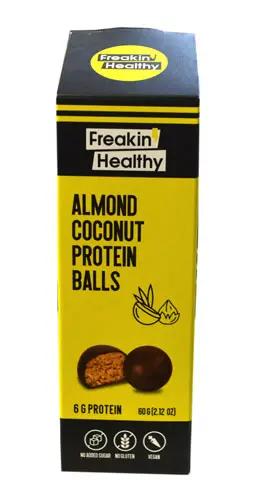 Freakin'
Healthy
Freakin'
Healthy
ALMOND
COCONUT
PROTEIN
BALLS
6 G PROTEIN
60 G (2.12 OZ)
NO ADDED SUGAR
NO GLUTEN
VEGAN